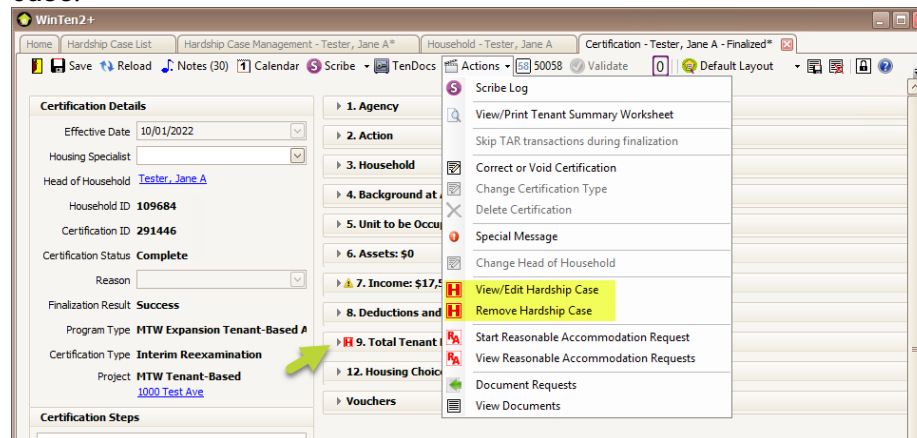 WinTen2+
Home Hardship Case List Hardship Case Management - Tester, Jane A* Household - Tester, Jane A Certification - Tester, Jane A - Finalized*
Save Reload Notes (30) Calendar Scribe TenDocs Actions 58 50058 Validate 0 Default Layout
Certification Details
Effective Date 10/01/2022
Housing Specialist
Head of Household Tester, Jane A
Household ID 109684
Certification ID 291446
Certification Status Complete
Reason
Finalization Result Success
Program Type MTW Expansion Tenant-Based A
Certification Type Interim Reexamination
Project MTW Tenant-Based
1000 Test Ave
Certification Steps
1. Agency
2. Action
3. Household
4. Background at
5. Unit to be Occup
6. Assets: $0
7. Income: $17,5
8. Deductions and
H 9. Total Tenant
12. Housing Choic
Vouchers
S Scribe Log
View/Print Tenant Summary Worksheet
Skip TAR transactions during finalization
Correct or Void Certification
Change Certification Type
Delete Certification
Special Message
Change Head of Household
H View/Edit Hardship Case
H Remove Hardship Case
RA Start Reasonable Accommodation Request
RA View Reasonable Accommodation Requests
Document Requests
View Documents